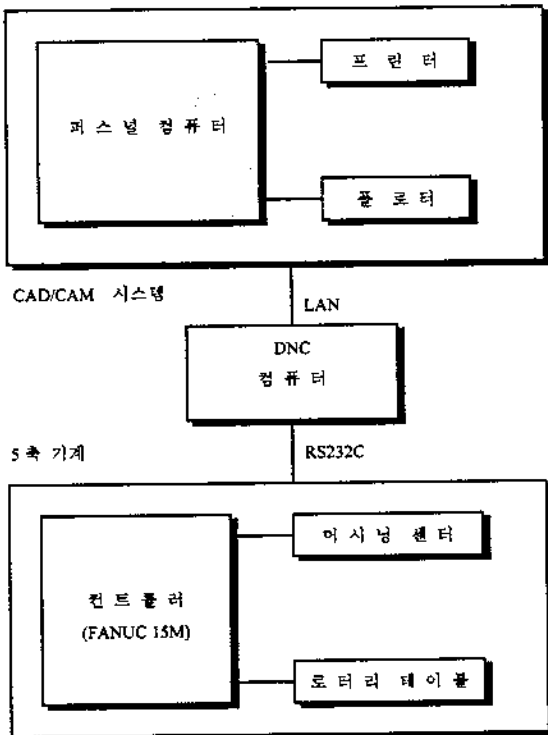 프린터
퍼스널 컴퓨터
플로터
CAD/CAM 시스템
LAN
DNC
컴퓨터
5축 기계
RS232C
머시닝센터
컨트롤러
(FANUC 15M)
로터리 테이블